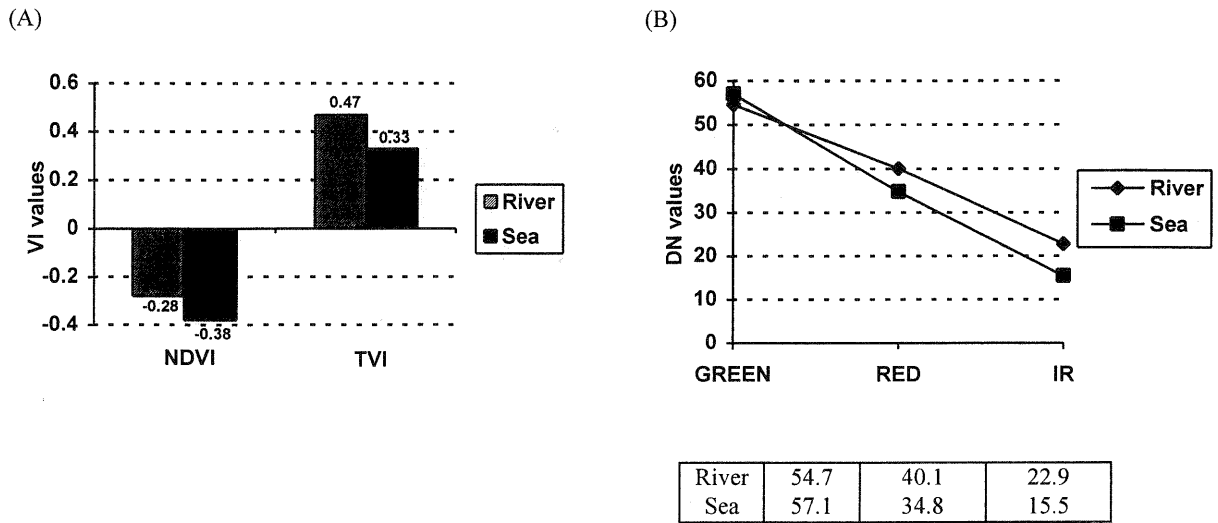 (A)
0.6
0.4
0.2
0
-0.2
-0.4
VI values
0.47
0.33
-0.28
-0.38
NDVI TVI
River
Sea
(B)
60
50
40
30
20
10
0
DN values
GREEN RED IR
River
Sea
River 54.7 40.1 22.9
Sea 57.1 34.8 15.5